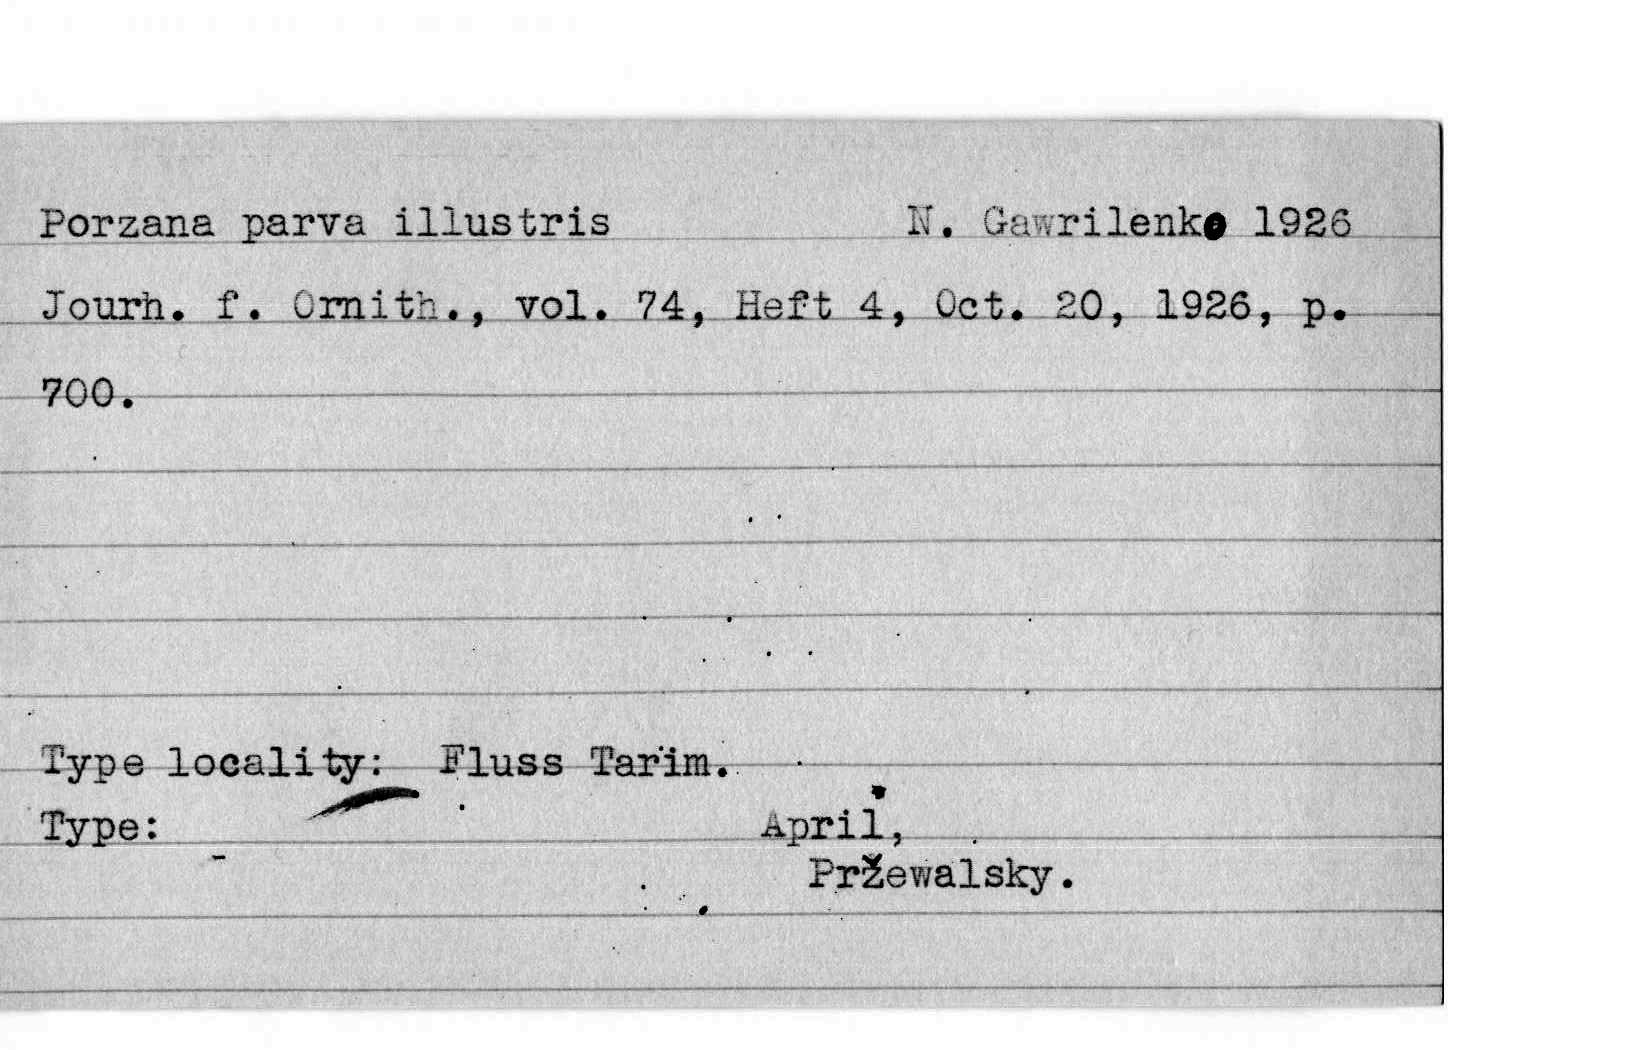 Porzana parva illustris N. Gawrilenko 1926
Journ. f. Ornith., vol. 74, Heft 4, Oct. 20, 1926, p.
700.
Type locality: Fluss Tarim.
Type: April,
Pržewalsky.